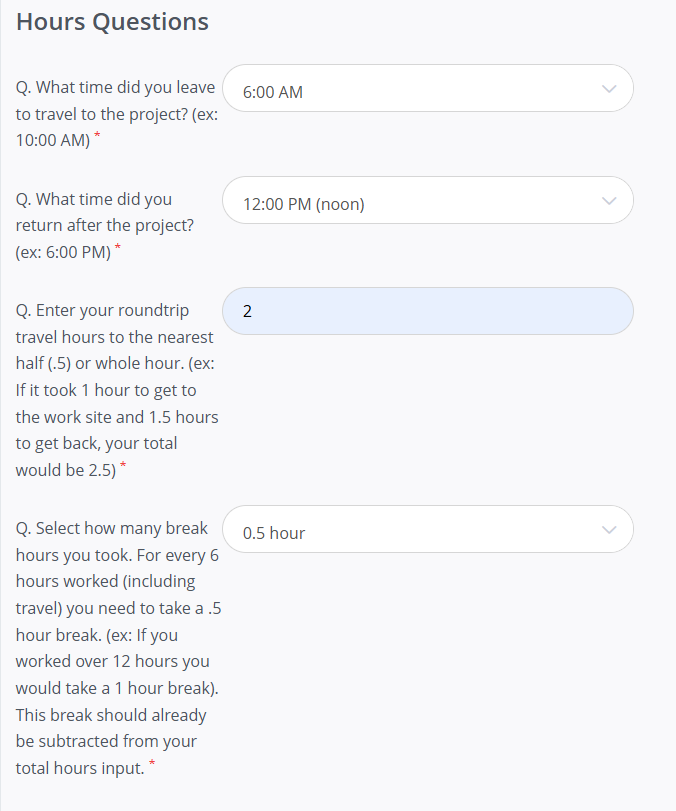 Hours Questions
Q. What time did you leave
to travel to the project? (ex:
10:00 AM) *
6:00 AM
Q. What time did you
return after the project?
(ex: 6:00 PM) *
12:00 PM (noon)
Q. Enter your roundtrip
travel hours to the nearest
half (.5) or whole hour. (ex:
If it took 1 hour to get to
the work site and 1.5 hours
to get back, your total
would be 2.5) *
2
Q. Select how many break
hours you took. For every 6
hours worked (including
travel) you need to take a .5
hour break. (ex: If you
worked over 12 hours you
would take a 1 hour break).
This break should already
be subtracted from your
total hours input. *
0.5 hour